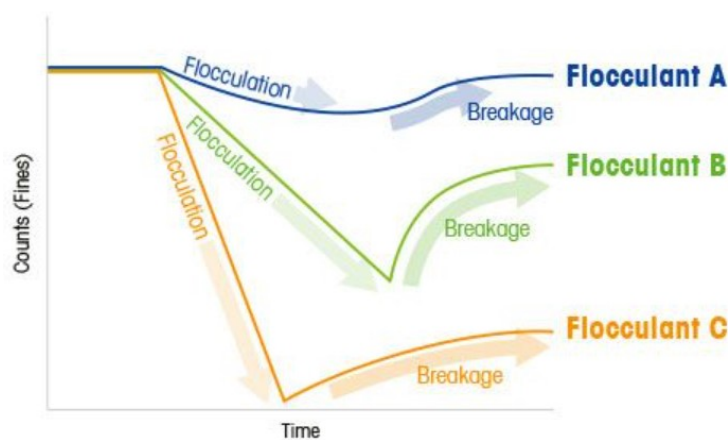 Flocculation
Flocculant A
Breakage
Flocculation
Flocculant B
Flocculation
Breakage
Counts (Fines)
Flocculant C
Breakage
Time